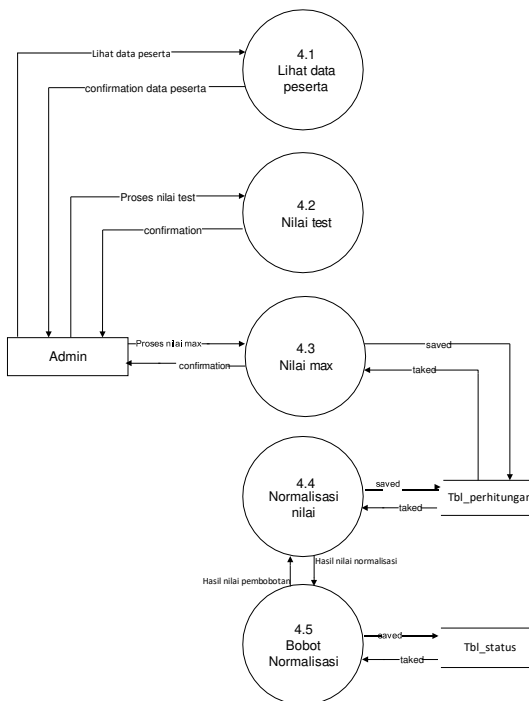 4.1
Lihat data
peserta
Lihat data peserta
confirmation data peserta
4.2
Nilai test
Proses nilai test
confirmation
Admin
Proses nilai max
confirmation
4.3
Nilai max
saved
taked
4.4
Normalisasi
nilai
saved
taked
Tbl_perhitungan
Hasil nilai normalisasi
Hasil nilai pembobotan
4.5
Bobot
Normalisasi
saved
taked
Tbl_status